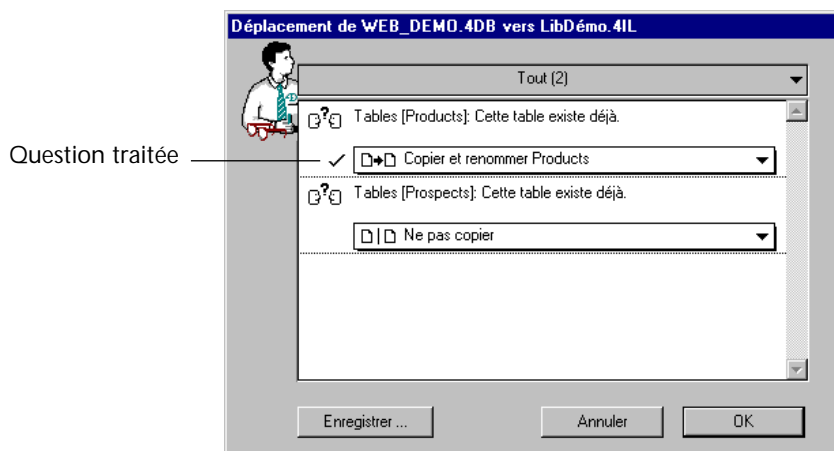 Déplacement de WEB_DEMO.4DB vers LibDémo.4IL
Tout (2)
Tables [Products]: Cette table existe déjà.
Question traitée
Copier et renommer Products
Tables [Prospects]: Cette table existe déjà.
Ne pas copier
Enregistrer ...
Annuler
OK